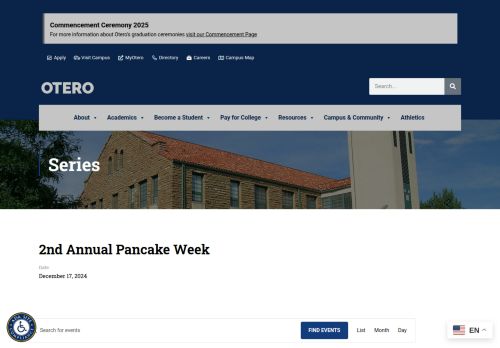 Commencement Ceremony 2025
For more information about Otero's graduation ceremonies visit our Commencement Page
Apply Visit Campus MyOtero Directory Careers Campus Map
OTERO
Search...
About Academics Become a Student Pay for College Resources Campus & Community Athletics
Series
2nd Annual Pancake Week
Date
December 17, 2024
Search for events
FIND EVENTS
List Month Day
EN